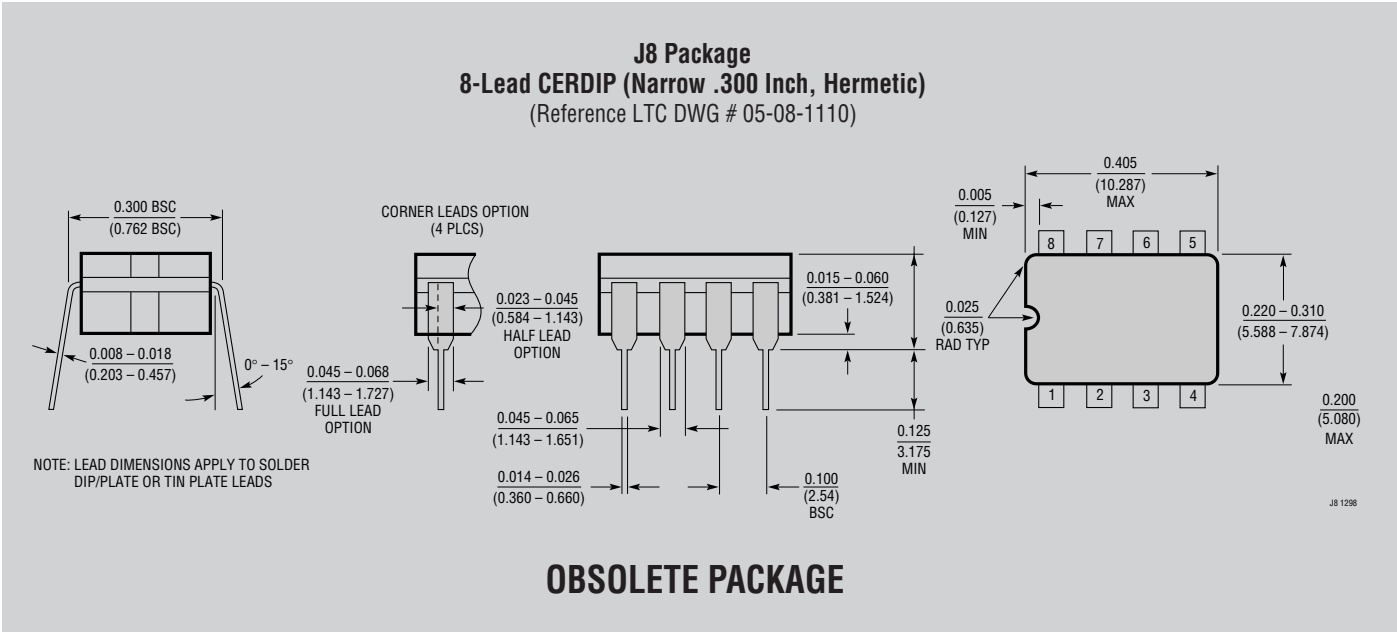 J8 Package
8-Lead CERDIP (Narrow .300 Inch, Hermetic)
(Reference LTC DWG # 05-08-1110)
0.300 BSC
(0.762 BSC)
0.008 – 0.018
(0.203 – 0.457)
0° – 15°
NOTE: LEAD DIMENSIONS APPLY TO SOLDER
DIP/PLATE OR TIN PLATE LEADS
CORNER LEADS OPTION
(4 PLCS)
0.023 – 0.045
(0.584 – 1.143)
HALF LEAD
OPTION
0.045 – 0.068
(1.143 – 1.727)
FULL LEAD
OPTION
0.045 – 0.065
(1.143 – 1.651)
0.014 – 0.026
(0.360 – 0.660)
0.100
(2.54)
BSC
0.015 – 0.060
(0.381 – 1.524)
0.125
3.175
MIN
0.005
(0.127)
MIN
0.405
(10.287)
MAX
8 7 6 5
0.025
(0.635)
RAD TYP
0.220 – 0.310
(5.588 – 7.874)
1 2 3 4
0.200
(5.080)
MAX
J8 1298
OBSOLETE PACKAGE